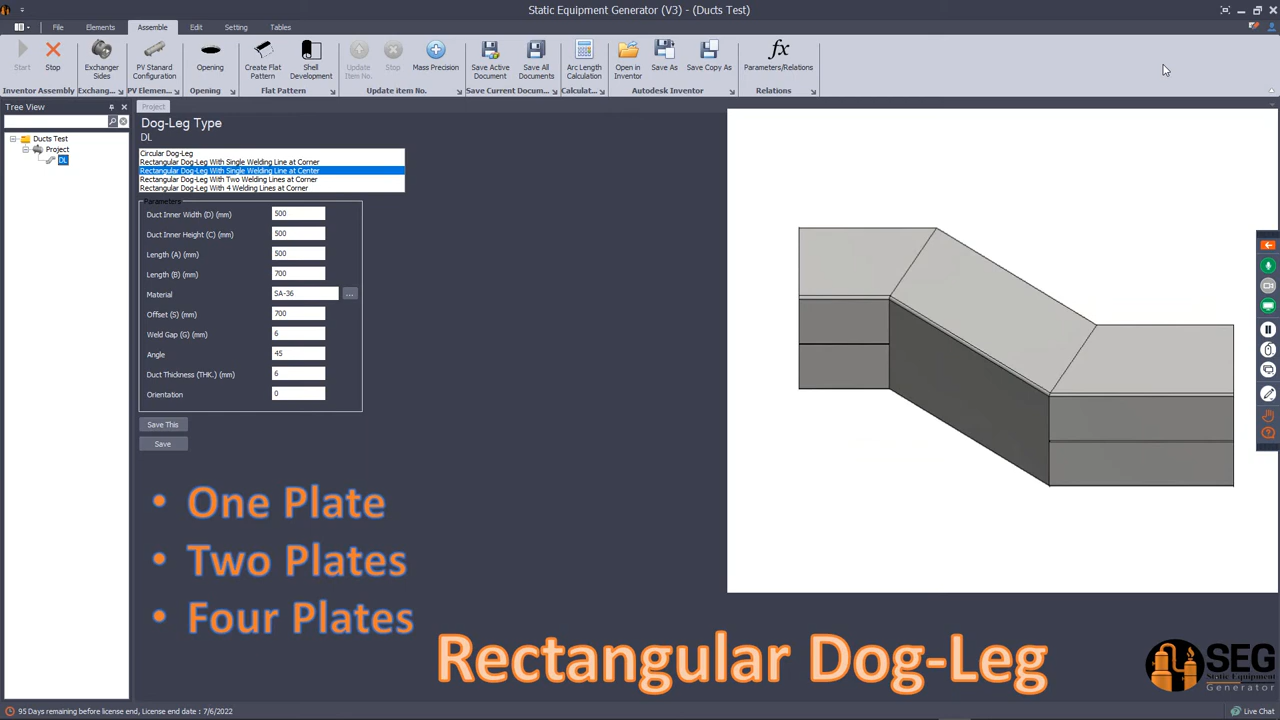 Static Equipment Generator (V3) - (Ducts Test)
File Elements Assemble Edit Setting Tables
Start Stop Exchanger Sides PV Stanard Configuration Opening Create Flat Pattern Shell Development Update Item No. Stop Mass Precision Save Active Document Save All Documents Arc Length Calculation Open in Inventor Save As Save Copy As Parameters/Relations
Inventor Assembly Exchang... PV Elemen... Opening Flat Pattern Update item No. Save Current Docum... Calculat... Autodesk Inventor Relations
Tree View
Project
Ducts Test
Project
DL
Dog-Leg Type
DL
Circular Dog-Leg
Rectangular Dog-Leg With Single Welding Line at Corner
Rectangular Dog-Leg With Single Welding Line at Center
Rectangular Dog-Leg With Two Welding Lines at Corner
Rectangular Dog-Leg With 4 Welding Lines at Corner
Parameters
Duct Inner Width (D) (mm) 500
Duct Inner Height (C) (mm) 500
Length (A) (mm) 500
Length (B) (mm) 700
Material SA-36 ...
Offset (S) (mm) 700
Weld Gap (G) (mm) 6
Angle 45
Duct Thickness (THK.) (mm) 6
Orientation 0
Save This
Save
• One Plate
• Two Plates
• Four Plates
Rectangular Dog-Leg
SEG
Static Equipment
Generator
95 Days remaining before license end, License end date : 7/6/2022
Live Chat